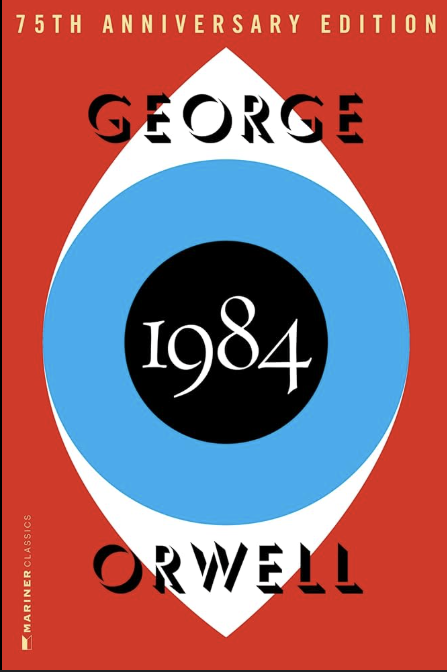 75TH ANNIVERSARY EDITION
GEORGE
1984
ORWELL
MARINER CLASSICS